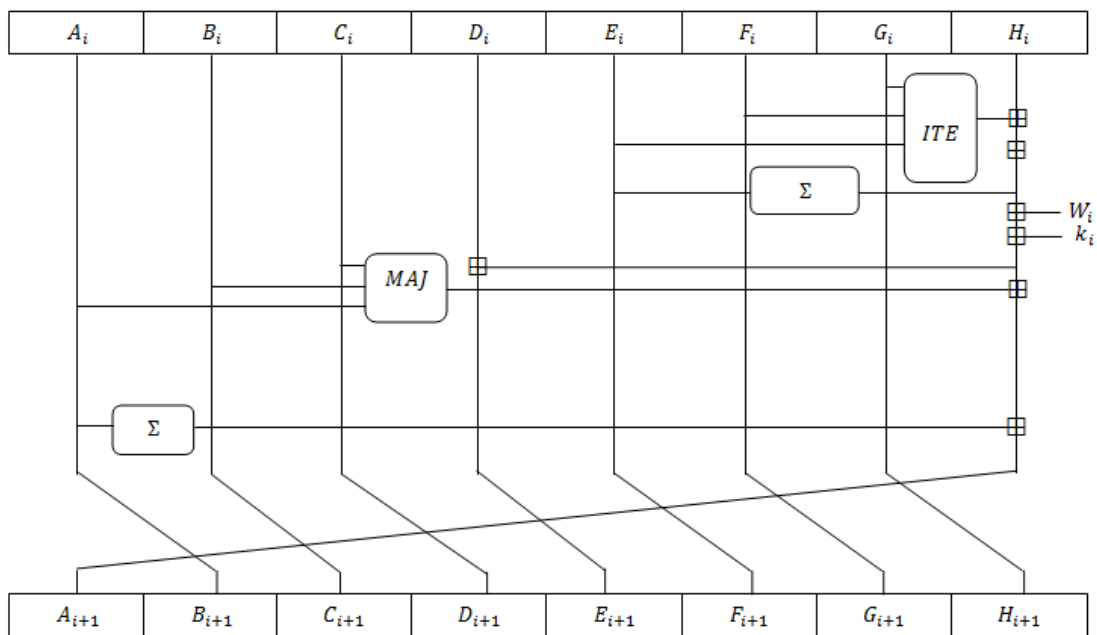 A_i B_i C_i D_i E_i F_i G_i H_i
ITE
Σ
W_i
k_i
MAJ
Σ
A_{i+1} B_{i+1} C_{i+1} D_{i+1} E_{i+1} F_{i+1} G_{i+1} H_{i+1}